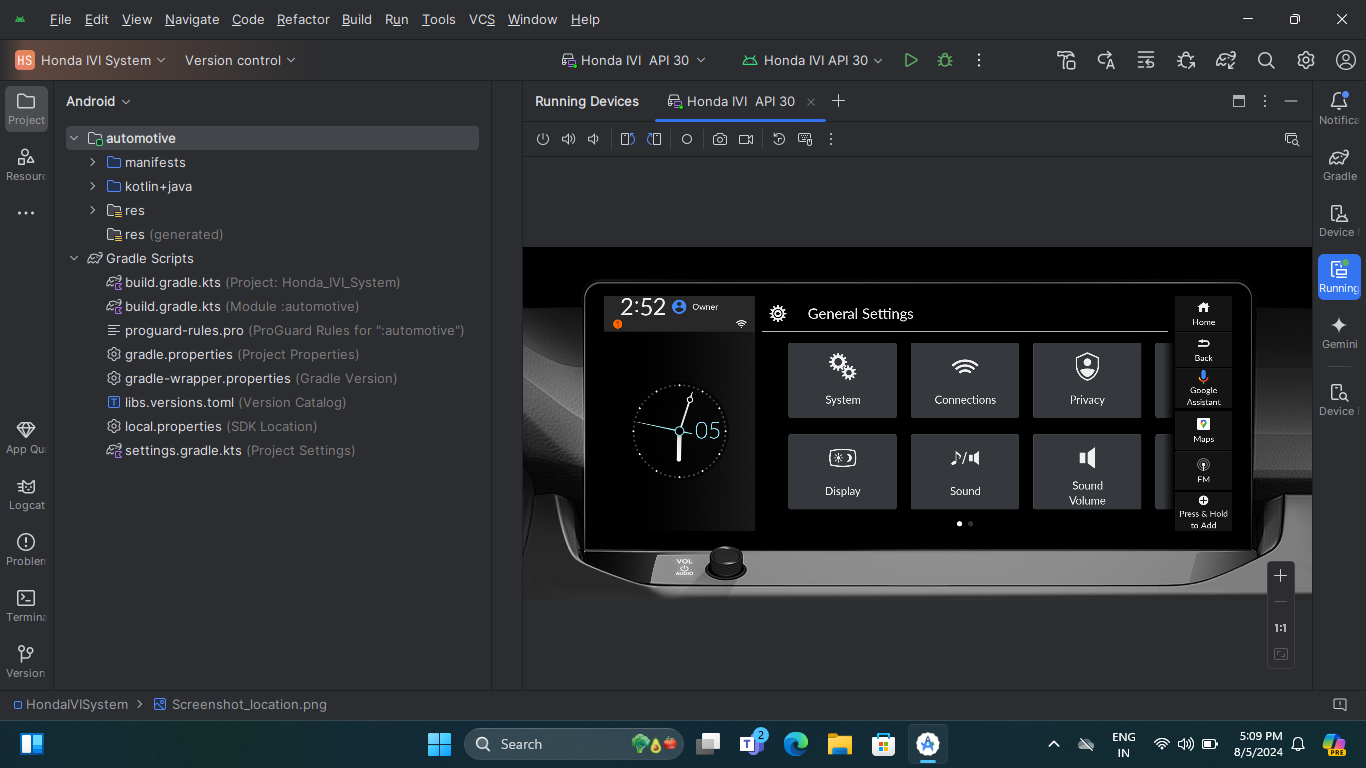 File Edit View Navigate Code Refactor Build Run Tools VCS Window Help
HS Honda IVI System Version control Honda IVI API 30 Honda IVI API 30
Project
Resourc
App Qu
Logcat
Problem
Termina
Version
Android
automotive
manifests
kotlin+java
res
res (generated)
Gradle Scripts
build.gradle.kts (Project: Honda_IVI_System)
build.gradle.kts (Module :automotive)
proguard-rules.pro (ProGuard Rules for ":automotive")
gradle.properties (Project Properties)
gradle-wrapper.properties (Gradle Version)
libs.versions.toml (Version Catalog)
local.properties (SDK Location)
settings.gradle.kts (Project Settings)
Running Devices Honda IVI API 30
2:52 Owner
05
General Settings
System
Connections
Privacy
Display
Sound
Sound
Volume
Home
Back
Google
Assistant
Maps
FM
Press & Hold
to Add
VOL
AUDIO
1:1
Notifica
Gradle
Device
Running
Gemini
Device
HondaIVISystem > Screenshot_location.png
Search
2
ENG
IN
5:09 PM
8/5/2024
PRE